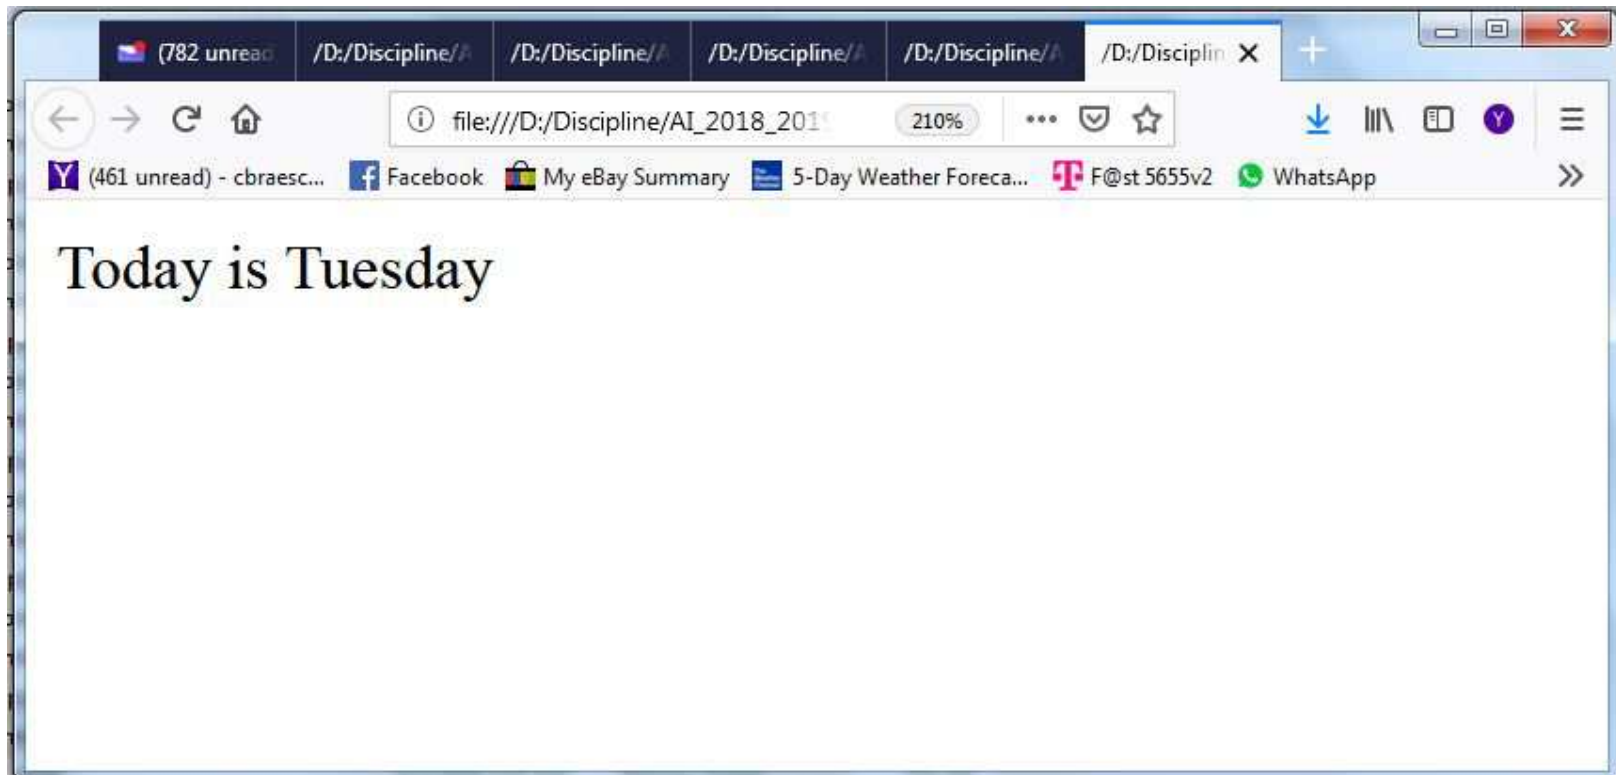 (782 unread /D:/Discipline// /D:/Discipline// /D:/Discipline// /D:/Discipline// /D:/Disciplin
file:///D:/Discipline/AI_2018_201 210%
(461 unread) - cbraesc... Facebook My eBay Summary 5-Day Weather Foreca... F@st 5655v2 WhatsApp
Today is Tuesday